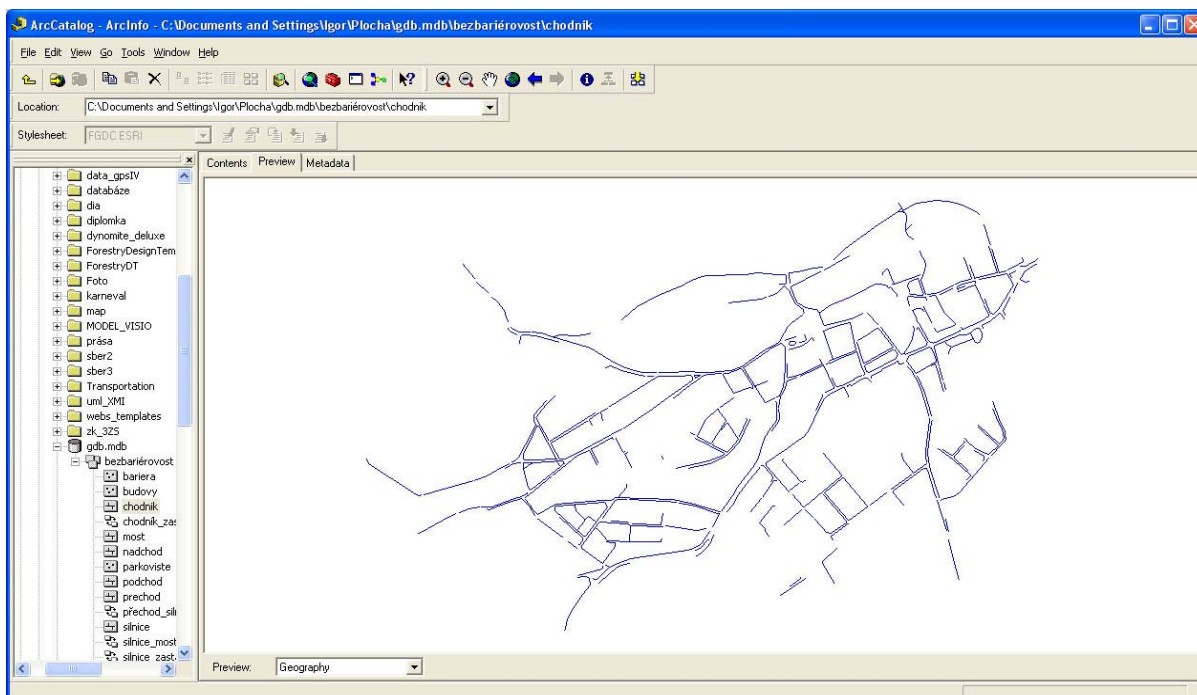 ArcCatalog - ArcInfo - C:\Documents and Settings\Igor\Plocha\gdb.mdb\bezbariérovost\chodnik
File Edit View Go Tools Window Help
Location: C:\Documents and Settings\Igor\Plocha\gdb.mdb\bezbariérovost\chodnik
Stylesheet: FGDC ESRI
Contents Preview Metadata
data_gpsIV
databáze
dia
diplomka
dynomite_deluxe
ForestryDesignTem
ForestryDT
Foto
karneval
map
MODEL_VISIO
prása
sber2
sber3
Transportation
uml_XMI
webs_templates
zk_3ZS
gdb.mdb
bezbariérovost
bariera
budovy
chodnik
chodnik_zas
most
nadchod
parkoviste
podchod
prechod
přechod_siln
silnice
silnice_most
silnice_zast
Preview: Geography